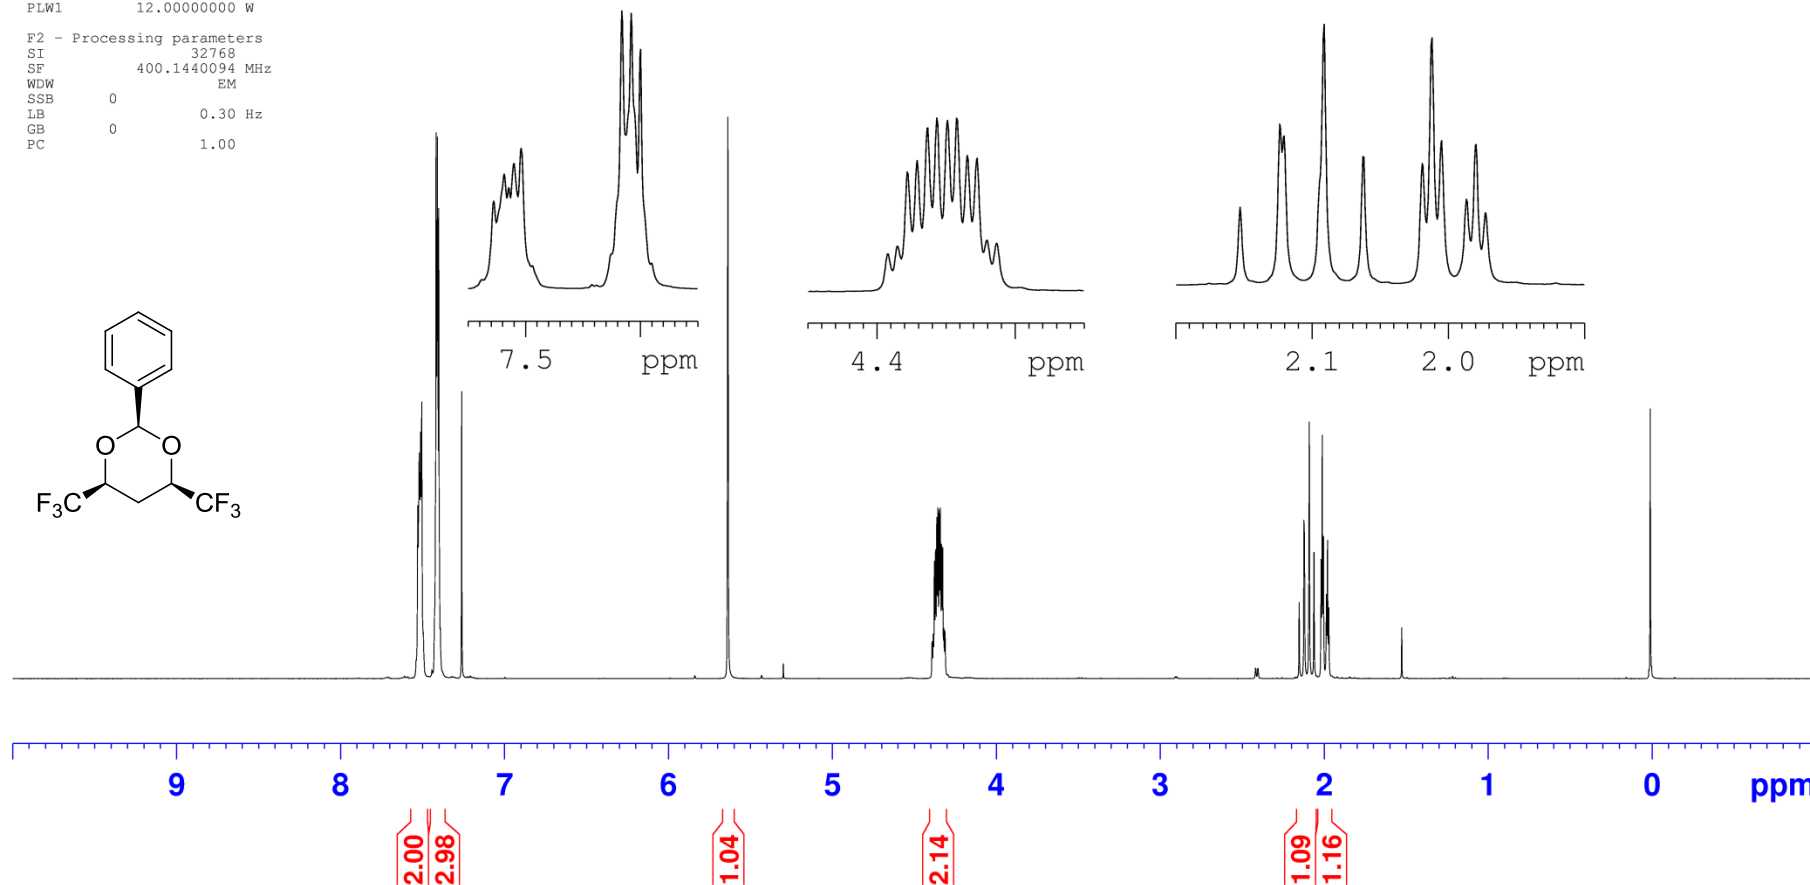 PLW1 12.00000000 W
F2 - Processing parameters
SI 32768
SF 400.1440094 MHz
WDW EM
SSB 0
LB 0.30 Hz
GB 0
PC 1.00
7.5 ppm
4.4 ppm
2.1 2.0 ppm
O O
F3C CF3
9 8 7 6 5 4 3 2 1 0 ppm
2.00
2.98
1.04
2.14
1.09
1.16